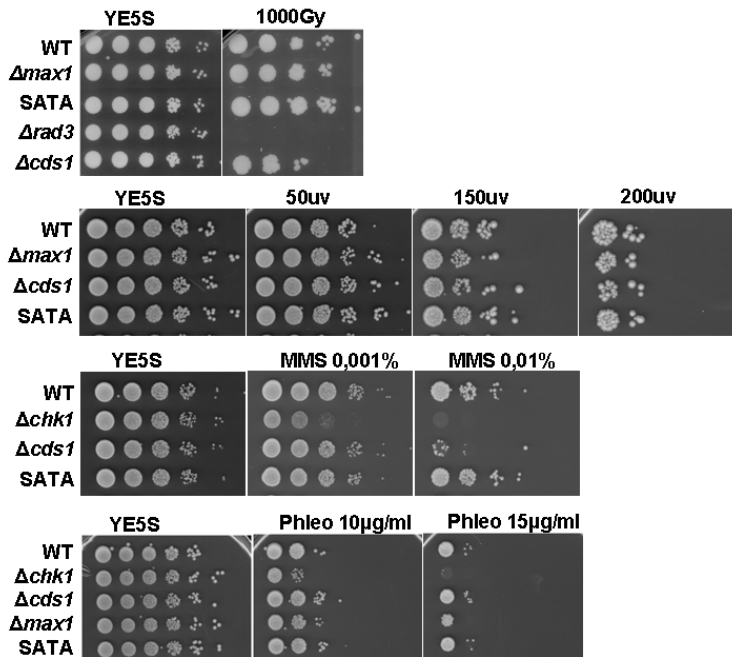 YE5S 1000Gy
WT
Δmax1
SATA
Δrad3
Δcds1
YE5S 50uv 150uv 200uv
WT
Δmax1
Δcds1
SATA
YE5S MMS 0,001% MMS 0,01%
WT
Δchk1
Δcds1
SATA
YE5S Phleo 10µg/ml Phleo 15µg/ml
WT
Δchk1
Δcds1
Δmax1
SATA